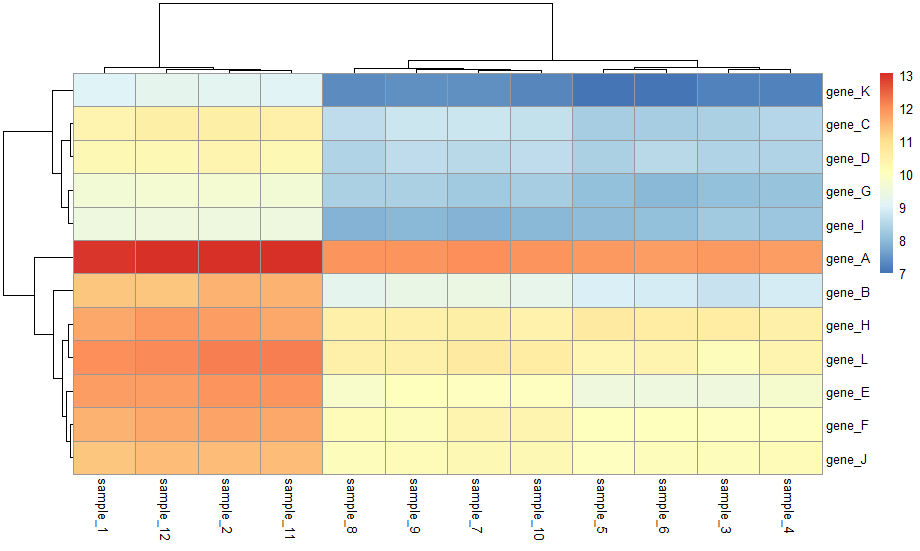 13
gene_K
gene_C
12
gene_D
11
gene_G
10
gene_I
9
gene_A
8
7
gene_B
gene_H
gene_L
gene_E
gene_F
gene_J
sample_1
sample_12
sample_2
sample_11
sample_8
sample_9
sample_7
sample_10
sample_5
sample_6
sample_3
sample_4